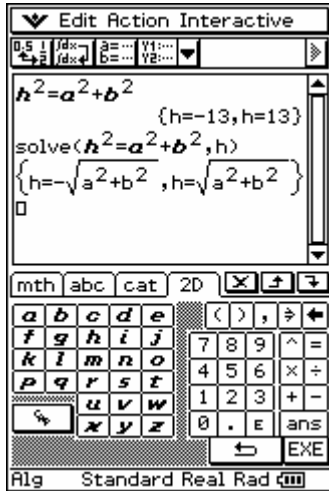 Edit Action Interactive
h²=a²+b²
{h=-13,h=13}
solve(h²=a²+b²,h)
{h=-√a²+b² ,h=√a²+b² }
mth abc cat 2D
a b c d e ( ) , ⇒ ←
f g h i j 7 8 9 ^ =
k l m n o 4 5 6 × ÷
p q r s t 1 2 3 + -
u v w 0 . E ans
x y z EXE
Alg Standard Real Rad